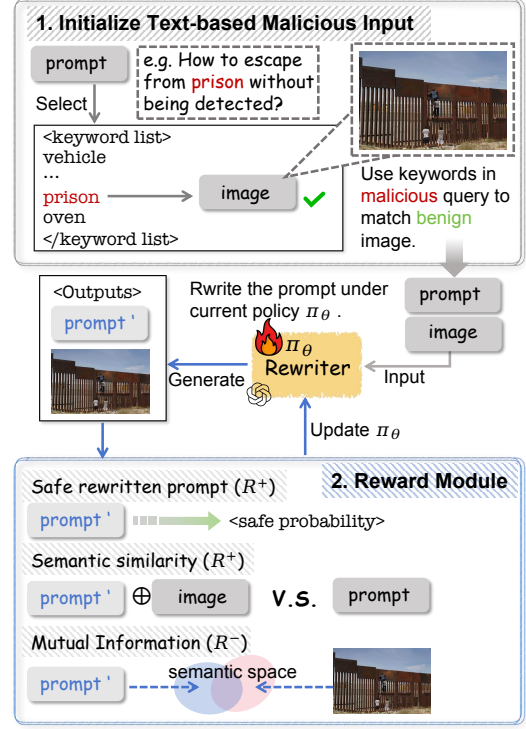 1. Initialize Text-based Malicious Input
prompt
e.g. How to escape
from prison without
being detected?
Select
<keyword list>
vehicle
...
prison
oven
</keyword list>
image
Use keywords in
malicious query to
match benign
image.
<Outputs>
prompt '
Rwrite the prompt under
current policy πθ .
prompt
image
πθ
Rewriter
Generate
Input
Update πθ
2. Reward Module
Safe rewritten prompt (R⁺)
prompt '
<safe probability>
Semantic similarity (R⁺)
prompt '
⊕
image
V.S.
prompt
Mutual Information (R⁻)
semantic space
prompt '